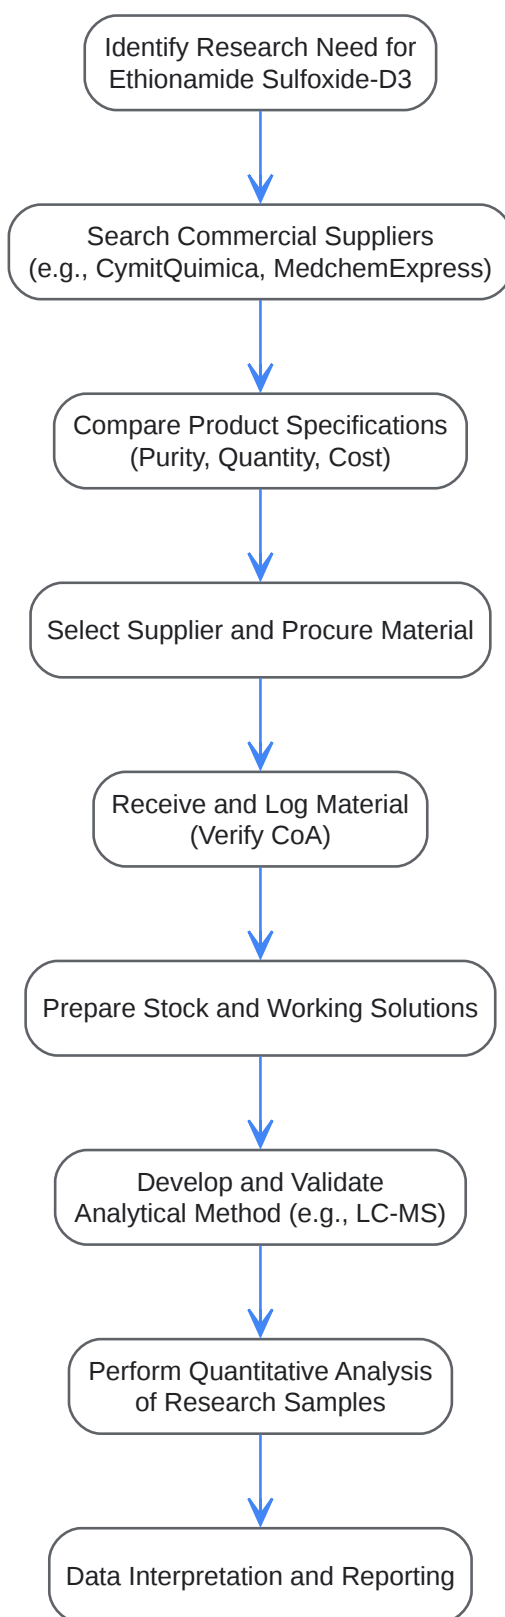 Identify Research Need for
Ethionamide Sulfoxide-D3
Search Commercial Suppliers
(e.g., CymitQuimica, MedchemExpress)
Compare Product Specifications
(Purity, Quantity, Cost)
Select Supplier and Procure Material
Receive and Log Material
(Verify CoA)
Prepare Stock and Working Solutions
Develop and Validate
Analytical Method (e.g., LC-MS)
Perform Quantitative Analysis
of Research Samples
Data Interpretation and Reporting